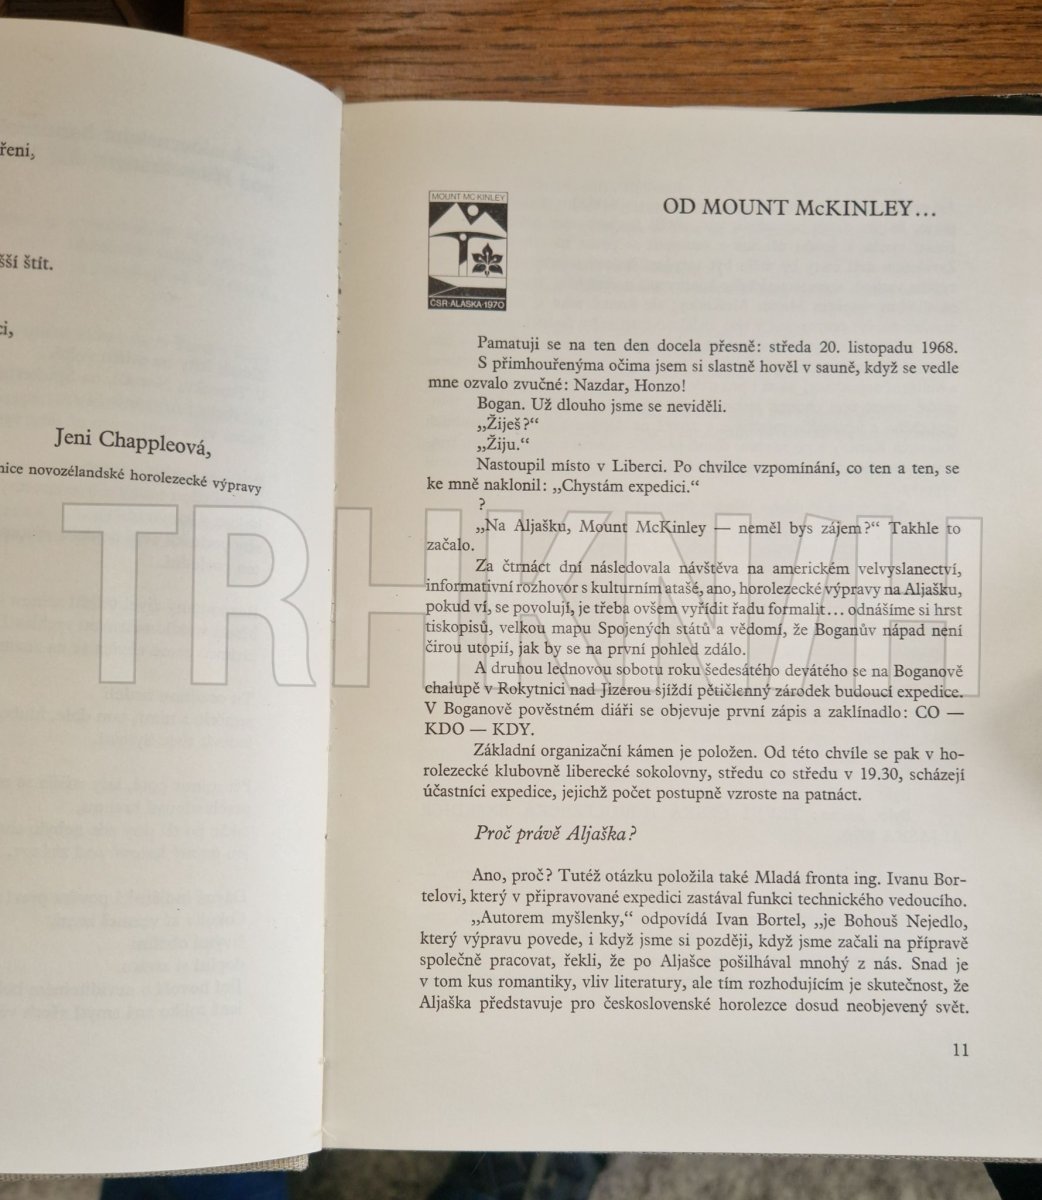 řeni,
šší štít.
ci,
Jeni Chappleová,
nice novozélandské horolezecké výpravy
MOUNT MC KINLEY
ČSR·ALASKA·1970
OD MOUNT McKINLEY…
Pamatuji se na ten den docela přesně: středa 20. listopadu 1968.
S přimhouřenýma očima jsem si slastně hověl v sauně, když se vedle
mne ozvalo zvučné: Nazdar, Honzo!
Bogan. Už dlouho jsme se neviděli.
„Žiješ?“
„Žiju.“
Nastoupil místo v Liberci. Po chvilce vzpomínání, co ten a ten, se
ke mně naklonil: „Chystám expedici.“
?
„Na Aljašku, Mount McKinley — neměl bys zájem?“ Takhle to
začalo.
Za čtrnáct dní následovala návštěva na americkém velvyslanectví,
informativní rozhovor s kulturním atašé, ano, horolezecké výpravy na Aljašku,
pokud ví, se povolují, je třeba ovšem vyřídit řadu formalit… odnášíme si hrst
tiskopisů, velkou mapu Spojených států a vědomí, že Boganův nápad není
čirou utopií, jak by se na první pohled zdálo.
A druhou lednovou sobotu roku šedesátého devátého se na Boganově
chalupě v Rokytnici nad Jizerou sjíždí pětičlenný zárodek budoucí expedice.
V Boganově pověstném diáři se objevuje první zápis a zaklínadlo: CO —
KDO — KDY.
Základní organizační kámen je položen. Od této chvíle se pak v ho-
rolezecké klubovně liberecké sokolovny, středu co středu v 19.30, scházejí
účastníci expedice, jejichž počet postupně vzroste na patnáct.
Proč právě Aljaška?
Ano, proč? Tutéž otázku položila také Mladá fronta ing. Ivanu Bor-
telovi, který v připravované expedici zastával funkci technického vedoucího.
„Autorem myšlenky,“ odpovídá Ivan Bortel, „je Bohouš Nejedlo,
který výpravu povede, i když jsme si později, když jsme začali na přípravě
společně pracovat, řekli, že po Aljašce pošilhával mnohý z nás. Snad je
v tom kus romantiky, vliv literatury, ale tím rozhodujícím je skutečnost, že
Aljaška představuje pro československé horolezce dosud neobjevený svět.
11
TRHKNIH